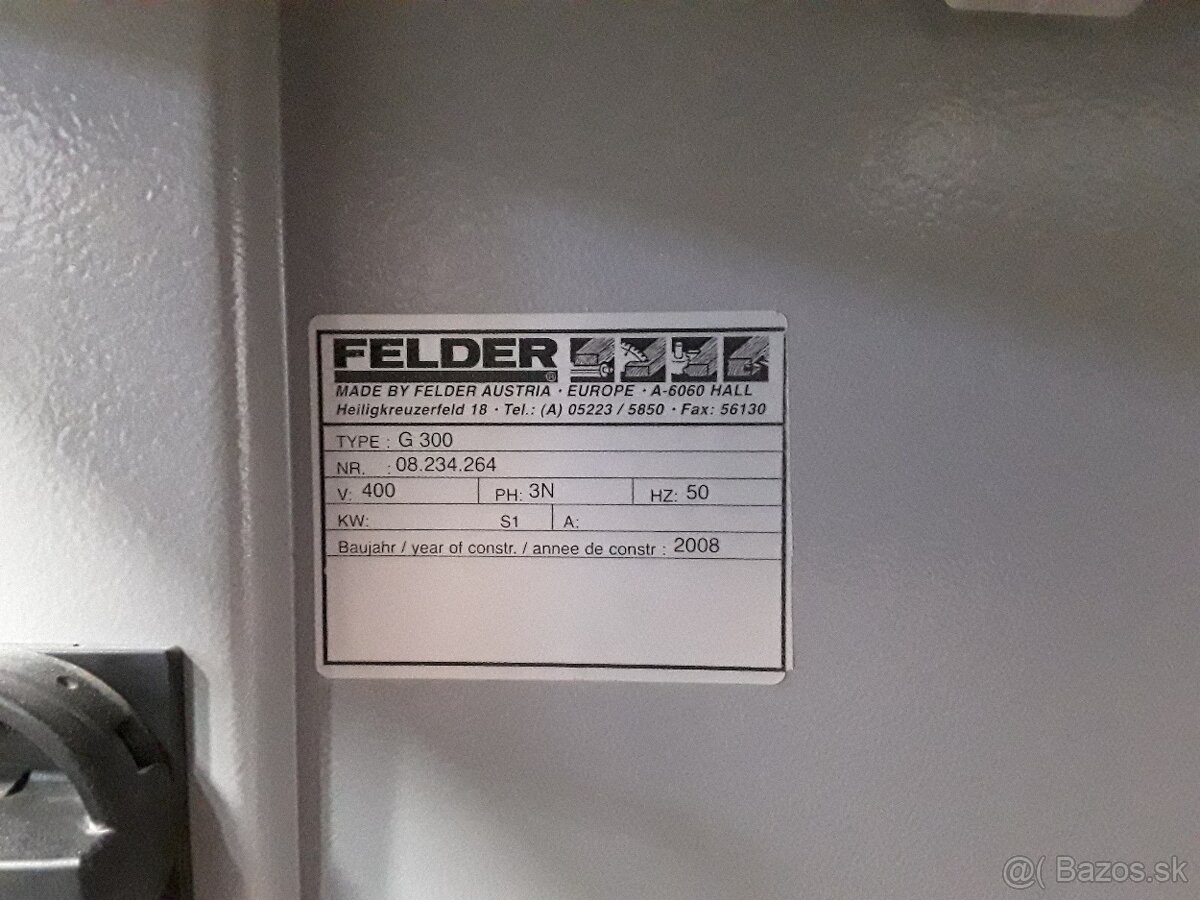 FELDER ®
MADE BY FELDER AUSTRIA · EUROPE · A-6060 HALL
Heiligkreuzerfeld 18 · Tel.: (A) 05223 / 5850 · Fax: 56130
TYPE : G 300
NR. : 08.234.264
V: 400 PH: 3N HZ: 50
KW: S1 A:
Baujahr / year of constr. / annee de constr : 2008
@( Bazos.sk